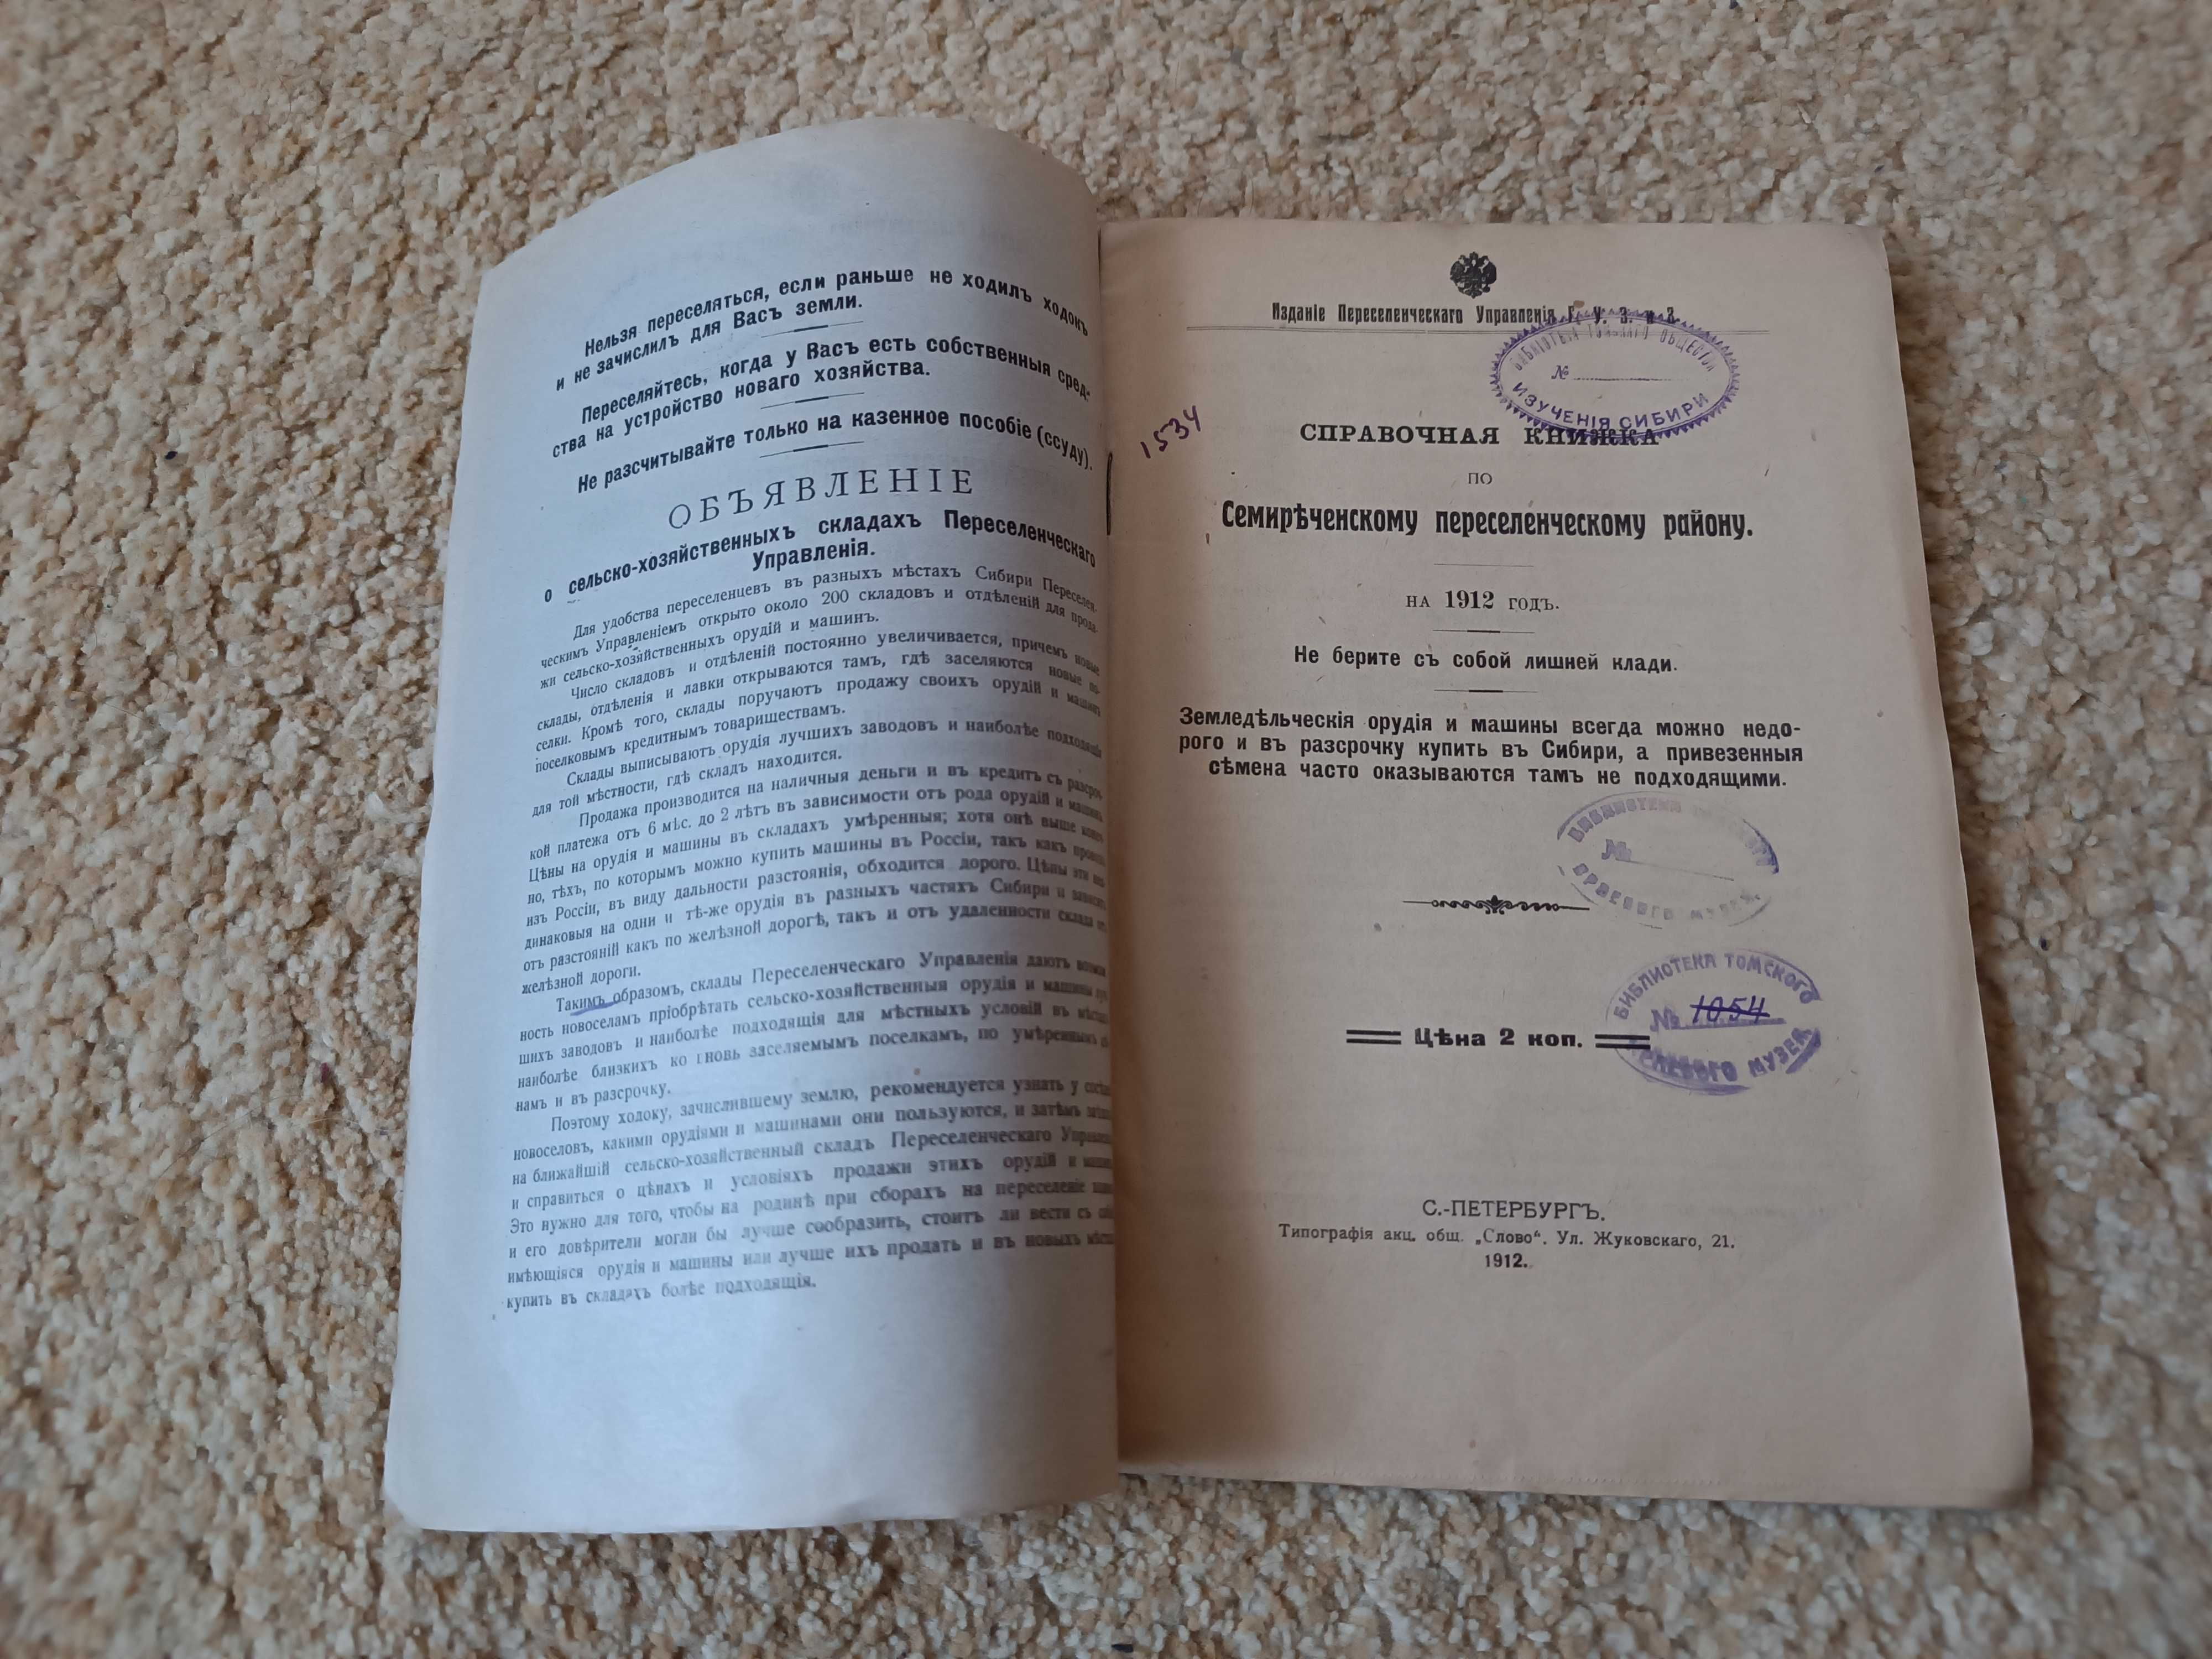 Нельзя переселяться, если раньше не ходилъ ходокъ
и не зачислилъ для Васъ земли.
Переселяйтесь, когда у Васъ есть собственныя сред-
ства на устройство новаго хозяйства.
Не разсчитывайте только на казенное пособіе (ссуду).
ОБЪЯВЛЕНІЕ
о сельско-хозяйственныхъ складахъ Переселенческаго
Управленія.
Для удобства переселенцевъ въ разныхъ мѣстахъ Сибири Переселен-
ческимъ Управленіемъ открыто около 200 складовъ и отдѣленій для прода-
жи сельско-хозяйственныхъ орудій и машинъ.
Число складовъ и отдѣленій постоянно увеличивается, причемъ новые
склады, отдѣленія и лавки открываются тамъ, гдѣ заселяются новые по-
селки. Кромѣ того, склады поручаютъ продажу своихъ орудій и машинъ
поселковымъ кредитнымъ товариществамъ.
Склады выписываютъ орудія лучшихъ заводовъ и наиболѣе подходящія
для той мѣстности, гдѣ складъ находится.
Продажа производится на наличныя деньги и въ кредитъ съ разсроч-
кой платежа отъ 6 мѣс. до 2 лѣтъ въ зависимости отъ рода орудій и машинъ
Цѣны на орудія и машины въ складахъ умѣренныя; хотя онѣ выше
но, тѣхъ, по которымъ можно купить машины въ Россіи, такъ какъ
изъ Россіи, въ виду дальности разстоянія, обходится дорого. Цѣны эти
динаковыя на одни и тѣ-же орудія въ разныхъ частяхъ Сибири и
отъ разстояній какъ по желѣзной дорогѣ, такъ и отъ удаленности склада
желѣзной дороги.
Такимъ образомъ, склады Переселенческаго Управленія даютъ
ность новоселамъ пріобрѣтать сельско-хозяйственныя орудія и машины
шихъ заводовъ и наиболѣе подходящія для мѣстныхъ условій въ
наиболѣе близкихъ ко вновь заселяемымъ поселкамъ, по умѣреннымъ
намъ и въ разсрочку.
Поэтому ходоку, зачислившему землю, рекомендуется узнать у
новоселовъ, какими орудіями и машинами они пользуются, и затѣмъ
на ближайшій сельско-хозяйственный складъ Переселенческаго
и справиться о цѣнахъ и условіяхъ продажи этихъ орудій и
Это нужно для того, чтобы на родинѣ при сборахъ на переселеніе
и его довѣрители могли бы лучше сообразить, стоитъ ли вести съ
имѣющіяся орудія и машины или лучше ихъ продать и въ новыхъ
купить въ складахъ болѣе подходящія.
Изданіе Переселенческаго Управленія Г. У. З. и З.
БИБЛІОТЕКА ТОМСКАГО ОБЩЕСТВА
№
ИЗУЧЕНІЯ СИБИРИ
1534
СПРАВОЧНАЯ КНИЖКА
по
Семирѣченскому переселенческому району.
на 1912 годъ.
Не берите съ собой лишней клади.
Земледѣльческія орудія и машины всегда можно недо-
рого и въ разсрочку купить въ Сибири, а привезенныя
сѣмена часто оказываются тамъ не подходящими.
БИБЛИОТЕКА
№
КРАЕВОГО МУЗЕЯ.
БИБЛИОТЕКА ТОМСКОГО
№ 1054
КРАЕВОГО МУЗЕЯ
Цѣна 2 коп.
С.-ПЕТЕРБУРГЪ.
Типографія акц. общ. „Слово“. Ул. Жуковскаго, 21.
1912.